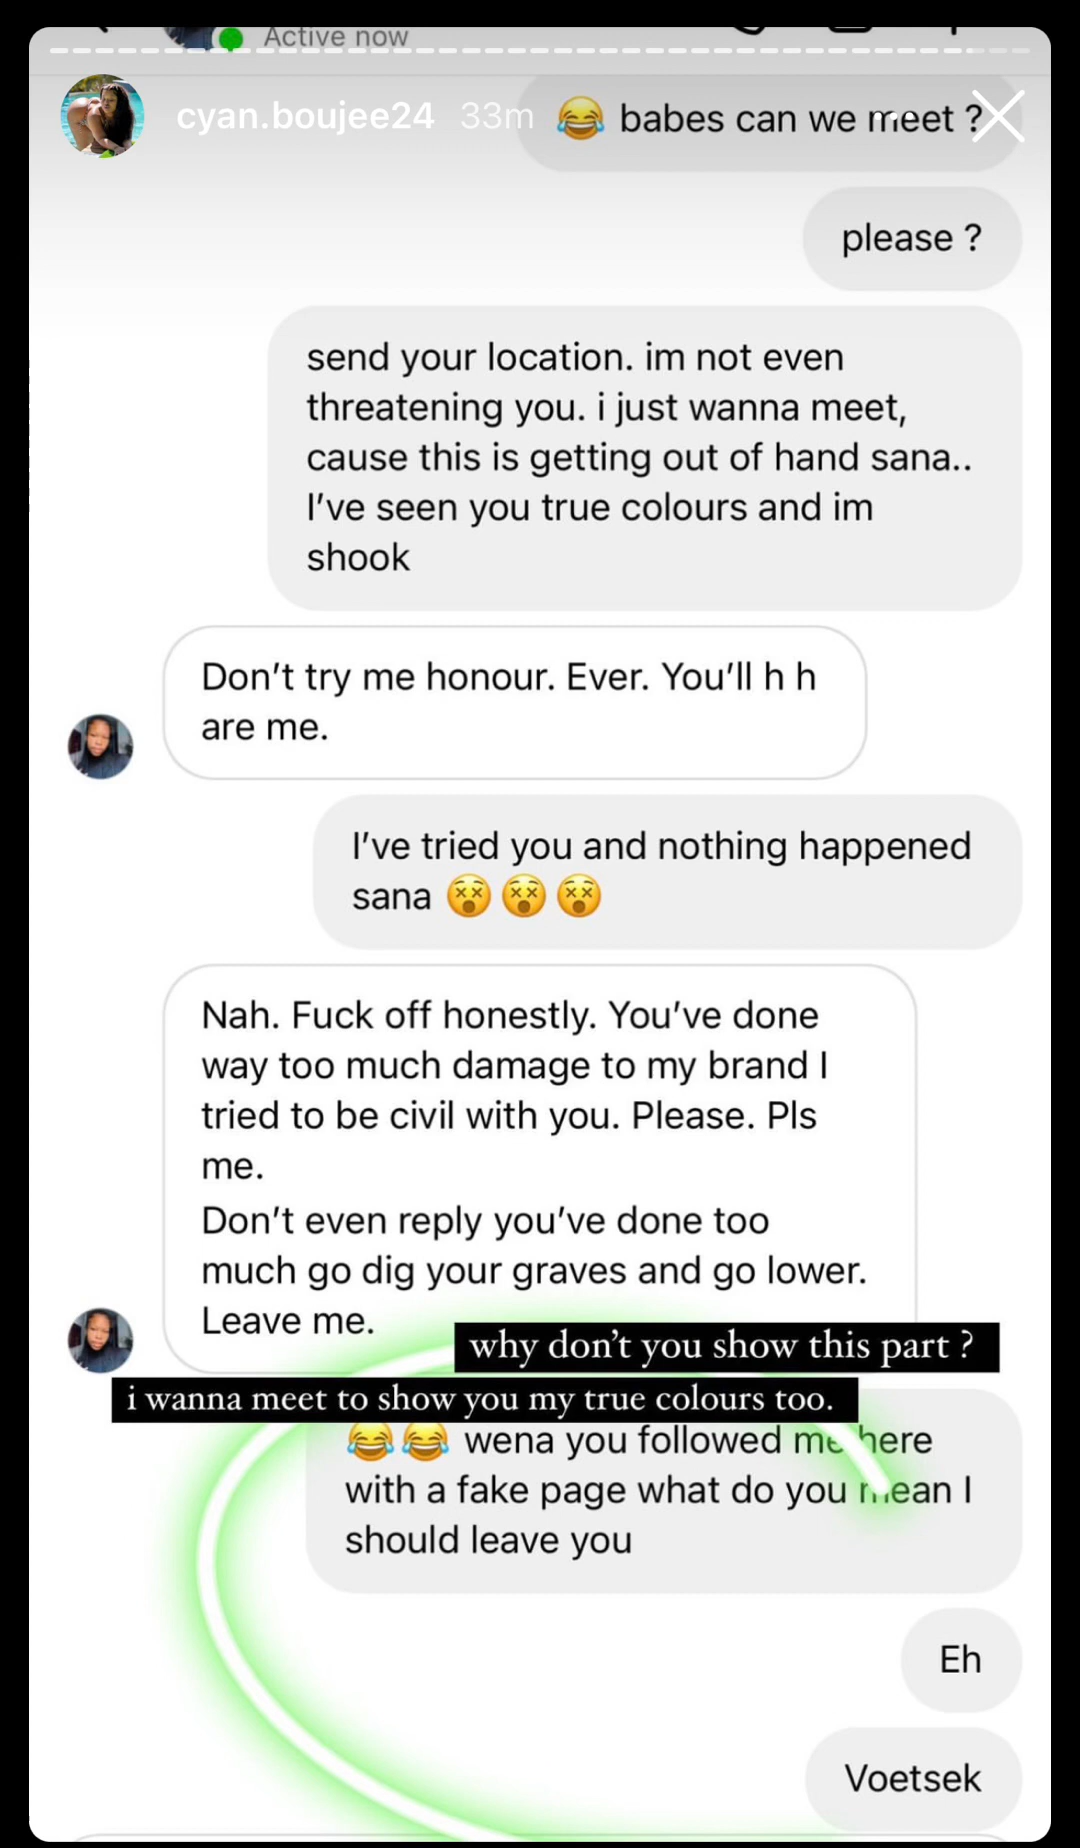 Active now
cyan.boujee24 33m
😂 babes can we meet ?
please ?
send your location. im not even
threatening you. i just wanna meet,
cause this is getting out of hand sana..
I've seen you true colours and im
shook
Don't try me honour. Ever. You'll h h
are me.
I've tried you and nothing happened
sana 😵😵😵
Nah. Fuck off honestly. You've done
way too much damage to my brand I
tried to be civil with you. Please. Pls
me.
Don't even reply you've done too
much go dig your graves and go lower.
Leave me.
why don't you show this part ?
i wanna meet to show you my true colours too.
😂😂 wena you followed me here
with a fake page what do you mean I
should leave you
Eh
Voetsek